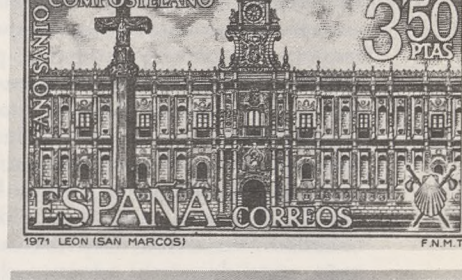 AÑO SANTO COMPOSTELANO
3'50
PTAS
ESPAÑA CORREOS
1971 LEON (SAN MARCOS)
F.N.M.T